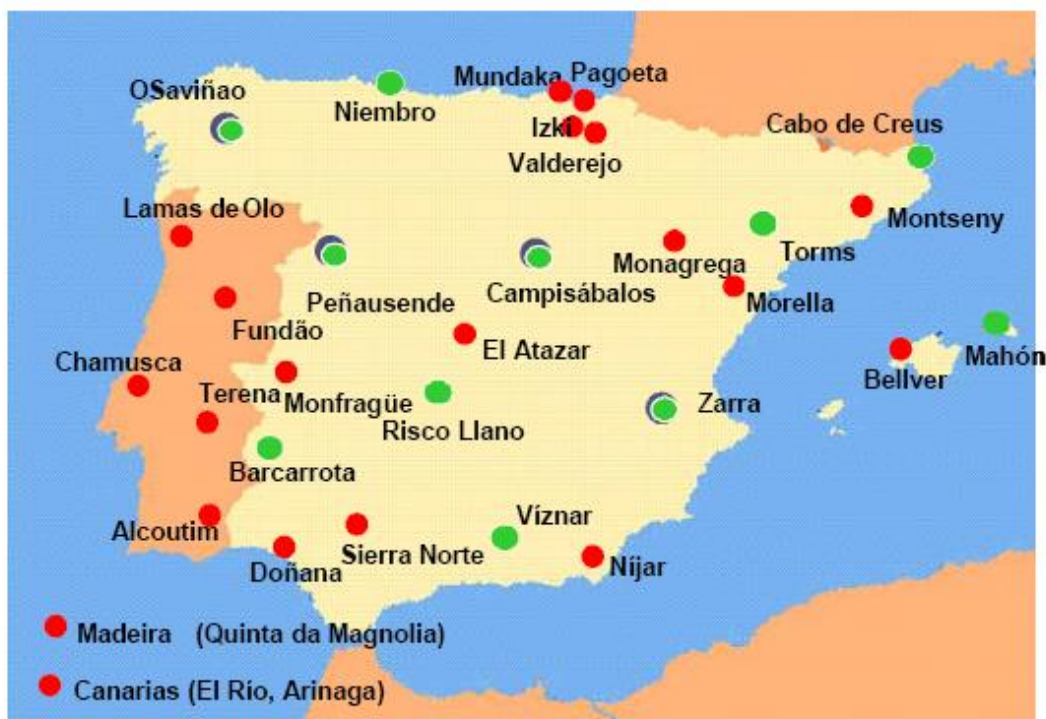 Mundaka
Pagoeta
OSaviñao
Niembro
Izki
Cabo de Creus
Valderejo
Lamas de Olo
Montseny
Monagrega
Torms
Peñausende
Campisábalos
Morella
Fundão
El Atazar
Chamusca
Mahón
Terena
Monfragüe
Bellver
Risco Llano
Zarra
Barcarrota
Víznar
Alcoutim
Sierra Norte
Doñana
Níjar
Madeira (Quinta da Magnolia)
Canarias (El Río, Arinaga)